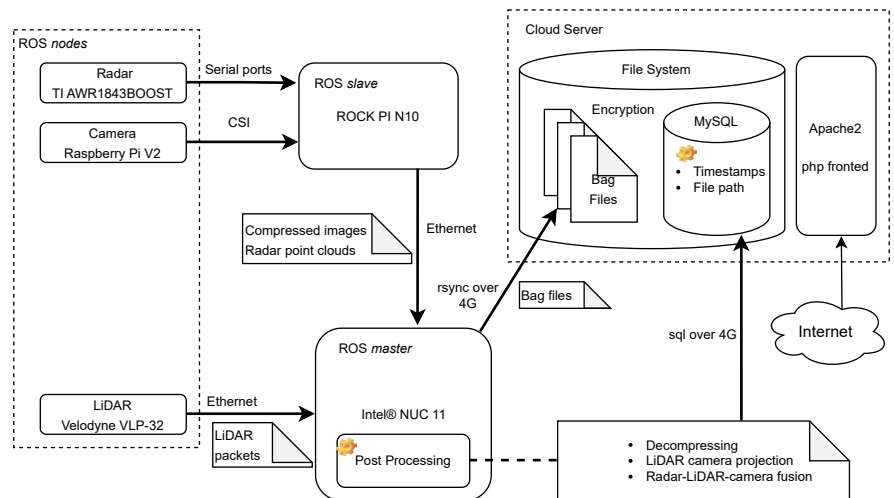 ROS nodes
Radar
TI AWR1843BOOST
Camera
Raspberry Pi V2
Serial ports
CSI
ROS slave
ROCK PI N10
Compressed images
Radar point clouds
Ethernet
LiDAR
Velodyne VLP-32
Ethernet
LiDAR
packets
ROS master
Intel® NUC 11
Post Processing
rsync over
4G
Bag files
Cloud Server
File System
Encryption
Bag
Files
MySQL
• Timestamps
• File path
Apache2
php fronted
Internet
sql over 4G
• Decompressing
• LiDAR camera projection
• Radar-LiDAR-camera fusion